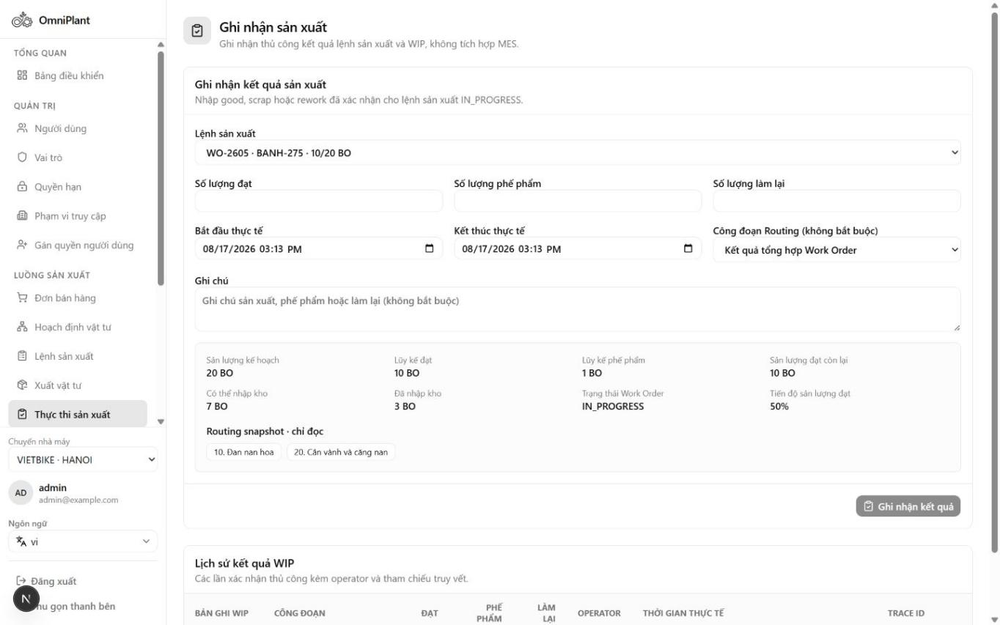 OmniPlant
TỔNG QUAN
Bảng điều khiển
QUẢN TRỊ
Người dùng
Vai trò
Quyền hạn
Phạm vi truy cập
Gán quyền người dùng
LUỒNG SẢN XUẤT
Đơn bán hàng
Hoạch định vật tư
Lệnh sản xuất
Xuất vật tư
Thực thi sản xuất
Chuyển nhà máy
VIETBIKE · HANOI
AD
admin
admin@example.com
Ngôn ngữ
vi
Đăng xuất
N
hu gọn thanh bên
Ghi nhận sản xuất
Ghi nhận thủ công kết quả lệnh sản xuất và WIP, không tích hợp MES.
Ghi nhận kết quả sản xuất
Nhập good, scrap hoặc rework đã xác nhận cho lệnh sản xuất IN_PROGRESS.
Lệnh sản xuất
WO-2605 · BANH-275 · 10/20 BO
Số lượng đạt Số lượng phế phẩm Số lượng làm lại
Bắt đầu thực tế Kết thúc thực tế Công đoạn Routing (không bắt buộc)
08/17/2026 03:13 PM 08/17/2026 03:13 PM Kết quả tổng hợp Work Order
Ghi chú
Ghi chú sản xuất, phế phẩm hoặc làm lại (không bắt buộc)
Sản lượng kế hoạch Lũy kế đạt Lũy kế phế phẩm Sản lượng đạt còn lại
20 BO 10 BO 1 BO 10 BO
Có thể nhập kho Đã nhập kho Trạng thái Work Order Tiến độ sản lượng đạt
7 BO 3 BO IN_PROGRESS 50%
Routing snapshot · chỉ đọc
10. Đan nan hoa 20. Cân vành và căng nan
Ghi nhận kết quả
Lịch sử kết quả WIP
Các lần xác nhận thủ công kèm operator và tham chiếu truy vết.
BẢN GHI WIP CÔNG ĐOẠN ĐẠT PHẾ PHẨM LÀM LẠI OPERATOR THỜI GIAN THỰC TẾ TRACE ID